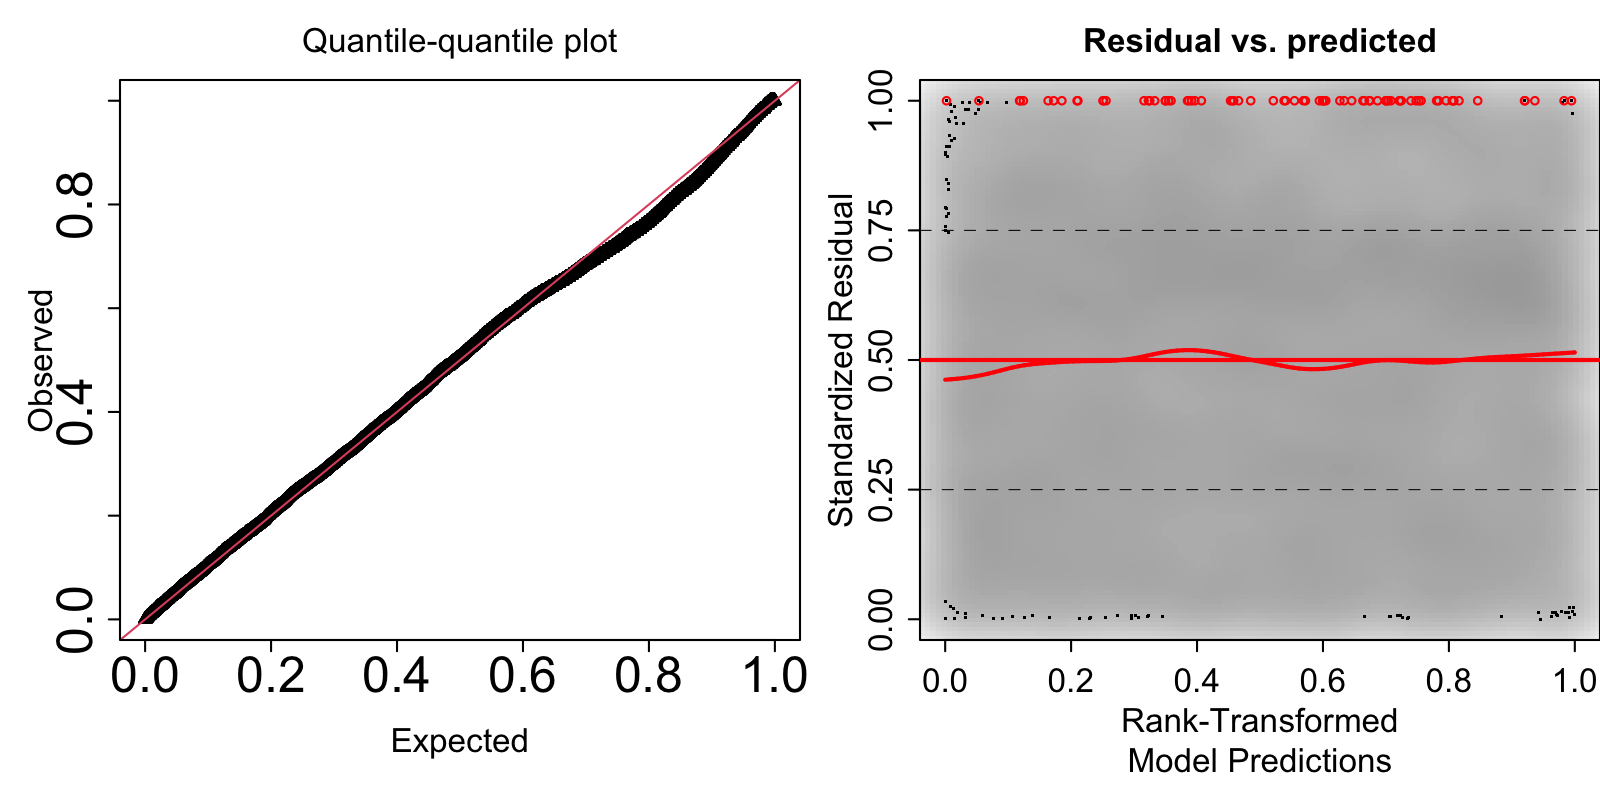 Quantile-quantile plot
Observed
0.0 0.4 0.8
0.0 0.2 0.4 0.6 0.8 1.0
Expected
Residual vs. predicted
Standardized Residual
0.00 0.25 0.50 0.75 1.00
0.0 0.2 0.4 0.6 0.8 1.0
Rank-Transformed
Model Predictions